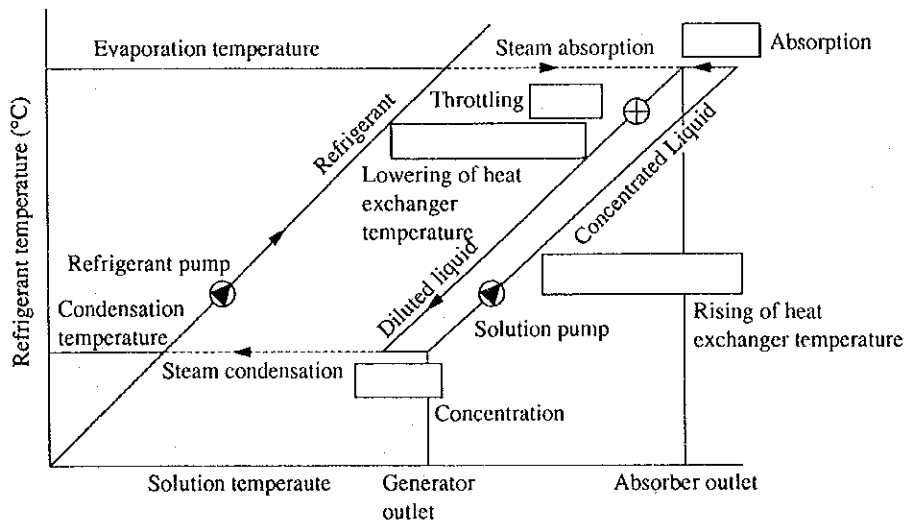 Evaporation temperature
Steam absorption
Absorption
Throttling
Refrigerant
Lowering of heat
exchanger
temperature
Concentrated Liquid
Refrigerant temperature (°C)
Refrigerant pump
Diluted liquid
Condensation
temperature
Solution pump
Rising of heat
exchanger temperature
Steam condensation
Concentration
Solution temperaute
Generator
outlet
Absorber outlet